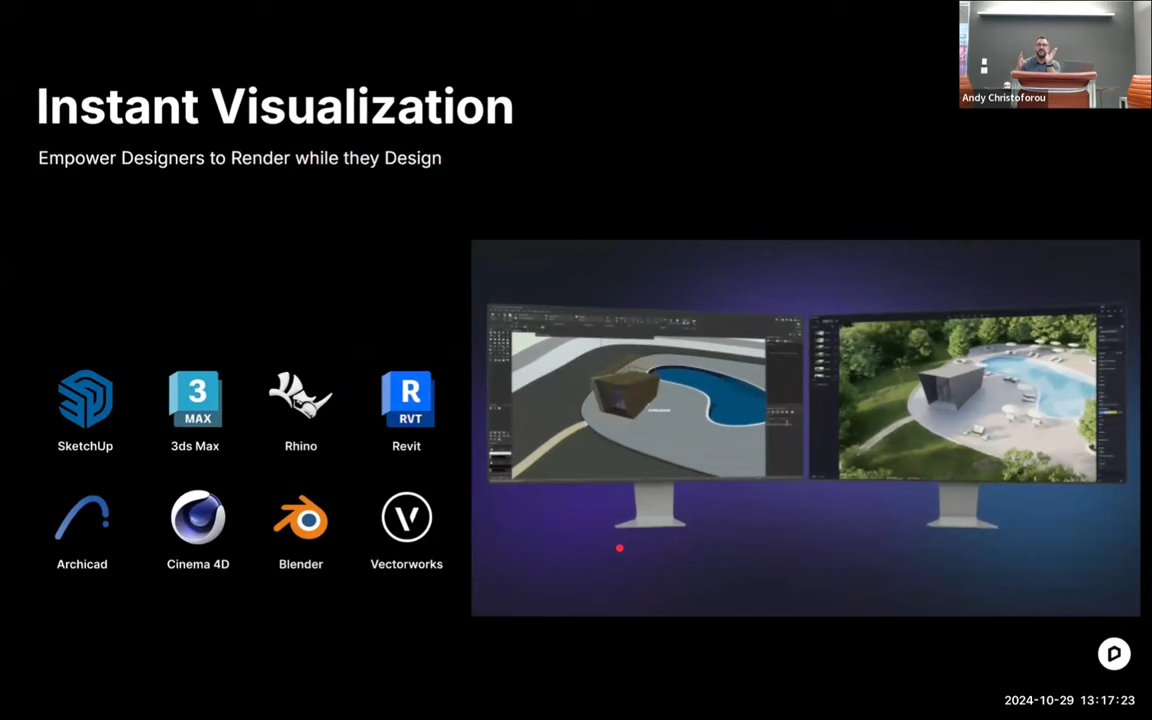 Andy Christoforou
Instant Visualization
Empower Designers to Render while they Design
3
MAX
R
RVT
SketchUp
3ds Max
Rhino
Revit
Archicad
Cinema 4D
Blender
Vectorworks
2024-10-29 13:17:23